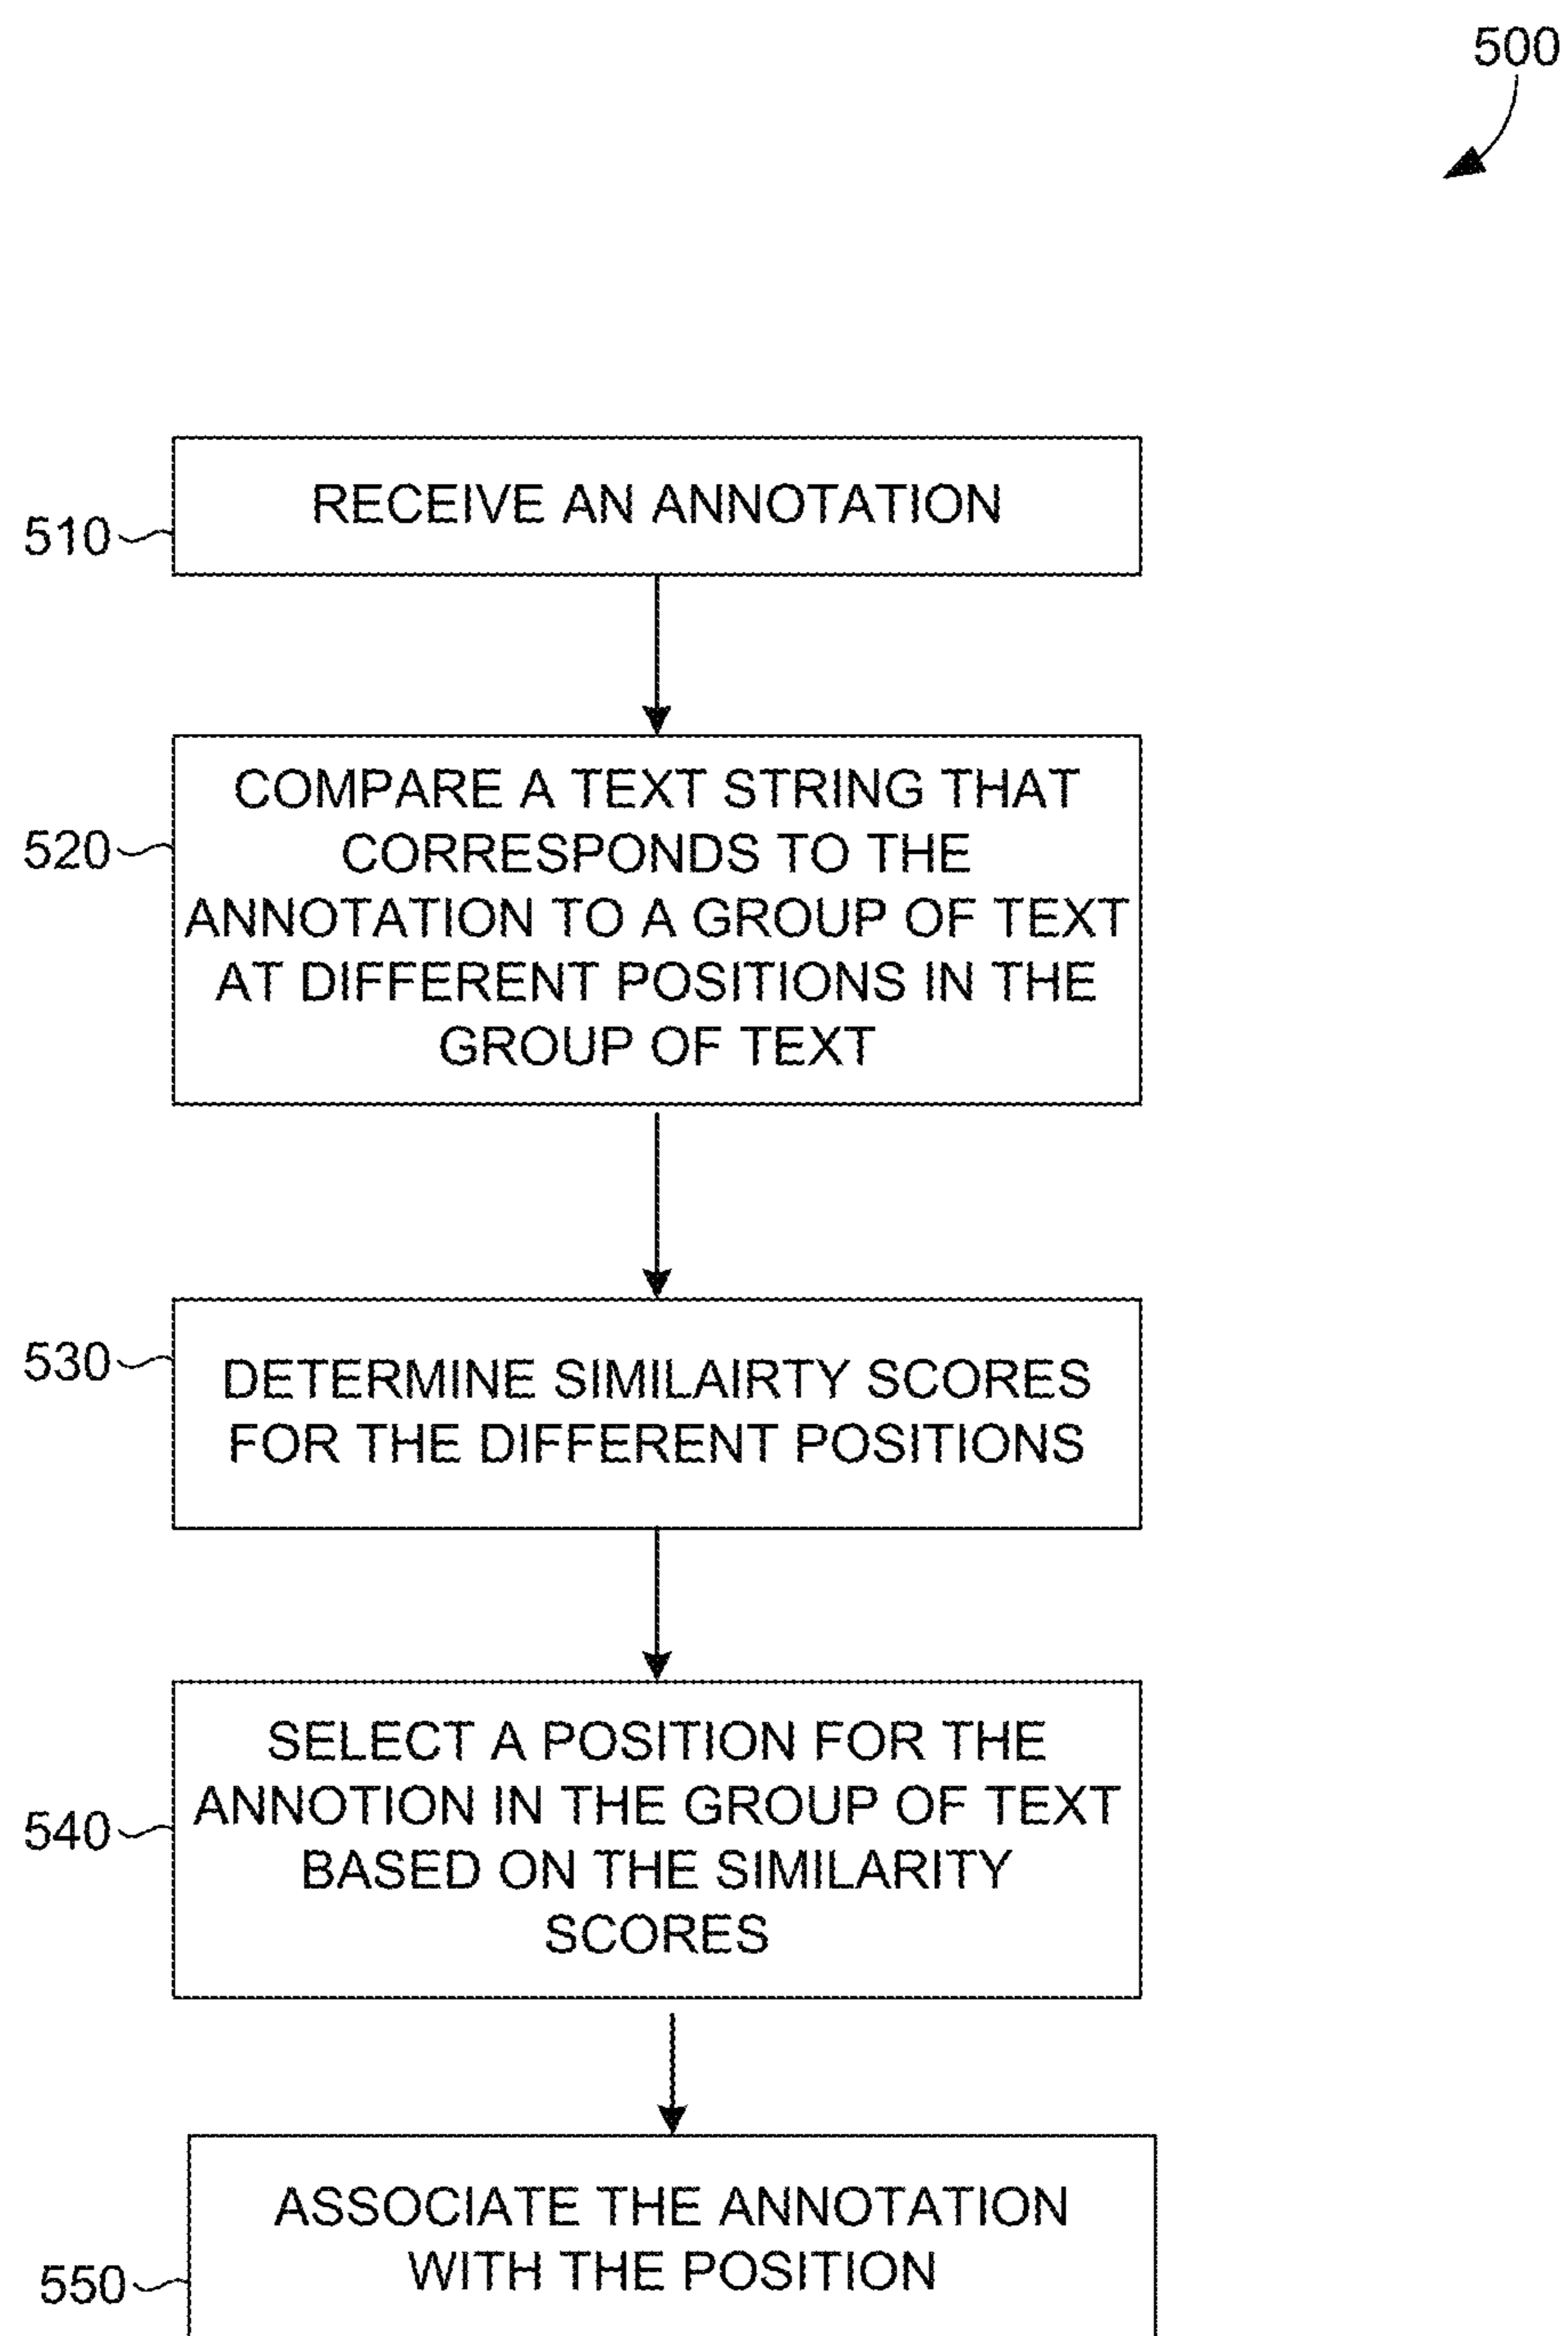 500
RECEIVE AN ANNOTATION
510
COMPARE A TEXT STRING THAT
CORRESPONDS TO THE
ANNOTATION TO A GROUP OF TEXT
AT DIFFERENT POSITIONS IN THE
GROUP OF TEXT
520
DETERMINE SIMILAIRTY SCORES
FOR THE DIFFERENT POSITIONS
530
SELECT A POSITION FOR THE
ANNOTION IN THE GROUP OF TEXT
BASED ON THE SIMILARITY
SCORES
540
ASSOCIATE THE ANNOTATION
WITH THE POSITION
550